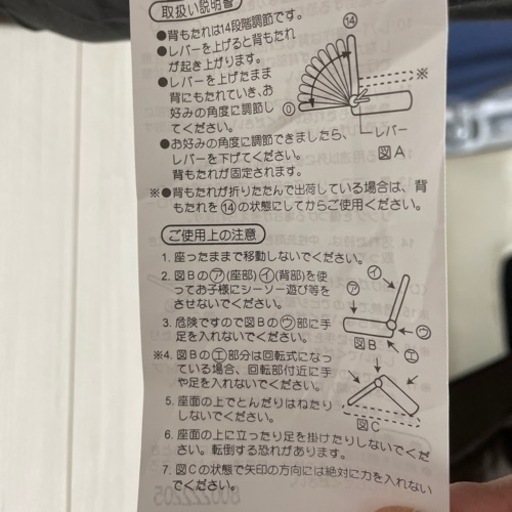 取扱い説明書
●背もたれは14段階調節です。
●レバーを上げると背もたれ
が起き上がります。
●レバーを上げたまま
背にもたれていき、お
好みの角度に調節し
てください。
●お好みの角度に調節できましたら、
レバーを下げてください。
背もたれが固定されます。
⑭
※
⓪
レバー
図A
※●背もたれが折りたたんで出荷している場合は、背
もたれを⑭の状態にしてからご使用ください。
ご使用上の注意
1. 座ったままで移動しないでください。
2. 図Bの㋐(座部)㋑(背部)を使
ってお子様にシーソー遊び等を
させないでください。
3. 危険ですので図Bの㋒部に手
足を入れないでください。
※4. 図Bの㋓部分は回転式になっ
ている場合、回転部付近に手
や足を入れないでください。
5. 座面の上でとんだりはねたり
しないでください。
6. 座面の上に立ったり足を掛けたりしないでくだ
さい。転倒する恐れがあります。
7. 図Cの状態で矢印の方向には絶対に力を入れない
でください。
㋑
㋐
㋒
図B
㋓
図C